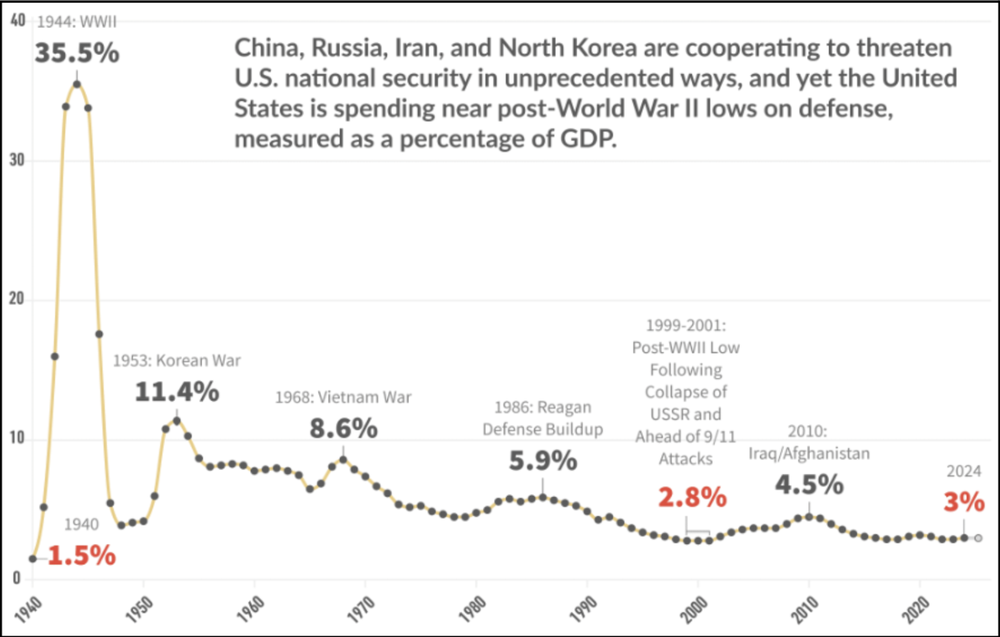 40
1944: WWII
35.5%
China, Russia, Iran, and North Korea are cooperating to threaten
U.S. national security in unprecedented ways, and yet the United
States is spending near post-World War II lows on defense,
measured as a percentage of GDP.
30
20
1953: Korean War
11.4%
1968: Vietnam War
8.6%
1986: Reagan
Defense Buildup
5.9%
1999-2001:
Post-WWII Low
Following
Collapse of
USSR and
Ahead of 9/11
Attacks
2.8%
2010:
Iraq/Afghanistan
4.5%
2024
3%
10
1940
1.5%
0
1940
1950
1960
1970
1980
1990
2000
2010
2020